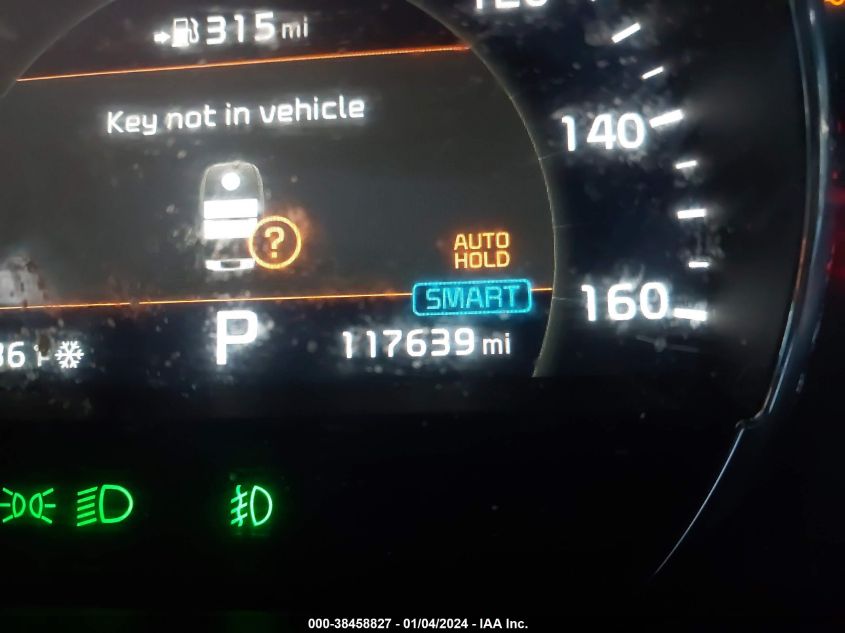 315 mi
Key not in vehicle
140
?
AUTO
HOLD
SMART
160
P
117639 mi
000-38458827 - 01/04/2024 - IAA Inc.